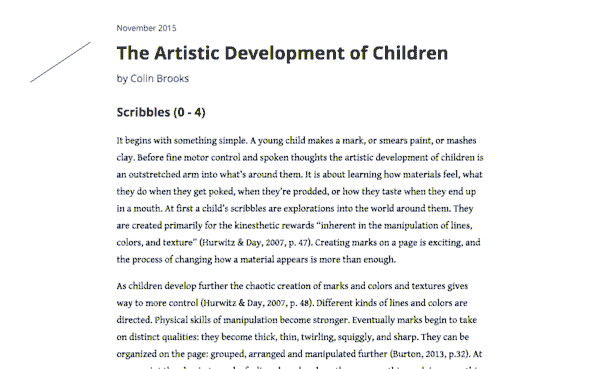 November 2015
The Artistic Development of Children
by Colin Brooks
Scribbles (0 - 4)
It begins with something simple. A young child makes a mark, or smears paint, or mashes
clay. Before fine motor control and spoken thoughts the artistic development of children is
an outstretched arm into what's around them. It is about learning how materials feel, what
they do when they get poked, when they're prodded, or how they taste when they end up
in a mouth. At first a child's scribbles are explorations into the world around them. They
are created primarily for the kinesthetic rewards “inherent in the manipulation of lines,
colors, and texture” (Hurwitz & Day, 2007, p. 47). Creating marks on a page is exciting, and
the process of changing how a material appears is more than enough.
As children develop further the chaotic creation of marks and colors and textures gives
way to more control (Hurwitz & Day, 2007, p. 48). Different kinds of lines and colors are
directed. Physical skills of manipulation become stronger. Eventually marks begin to take
on distinct qualities: they become thick, thin, twirling, squiggly, and sharp. They can be
organized on the page: grouped, arranged and manipulated further (Burton, 2013, p.32). At